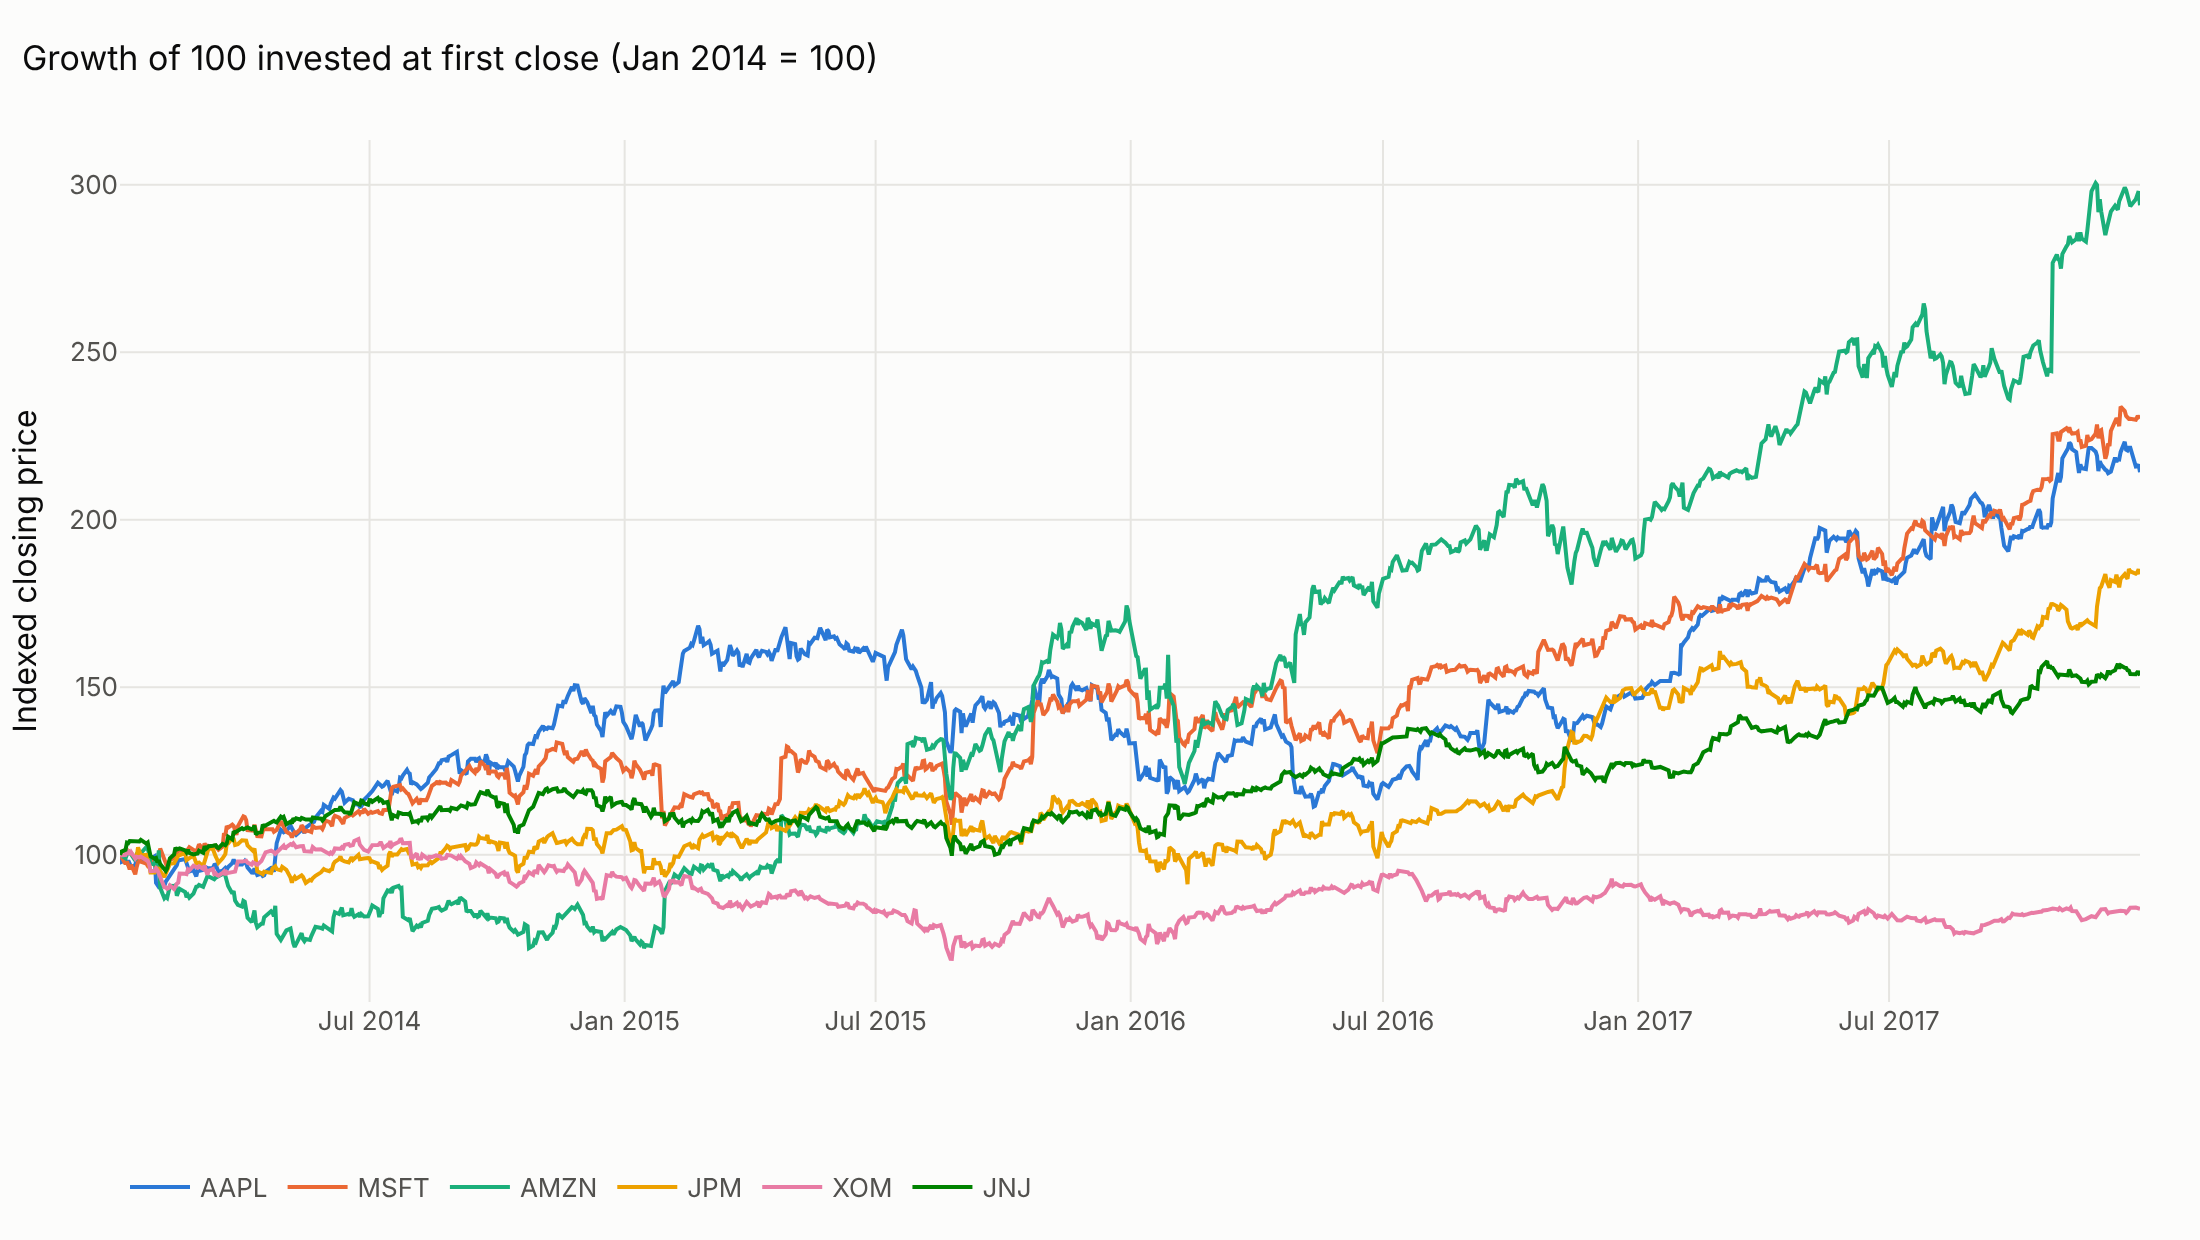 Growth of 100 invested at first close (Jan 2014 = 100)
Indexed closing price
300
250
200
150
100
Jul 2014 Jan 2015 Jul 2015 Jan 2016 Jul 2016 Jan 2017 Jul 2017
AAPL MSFT AMZN JPM XOM JNJ